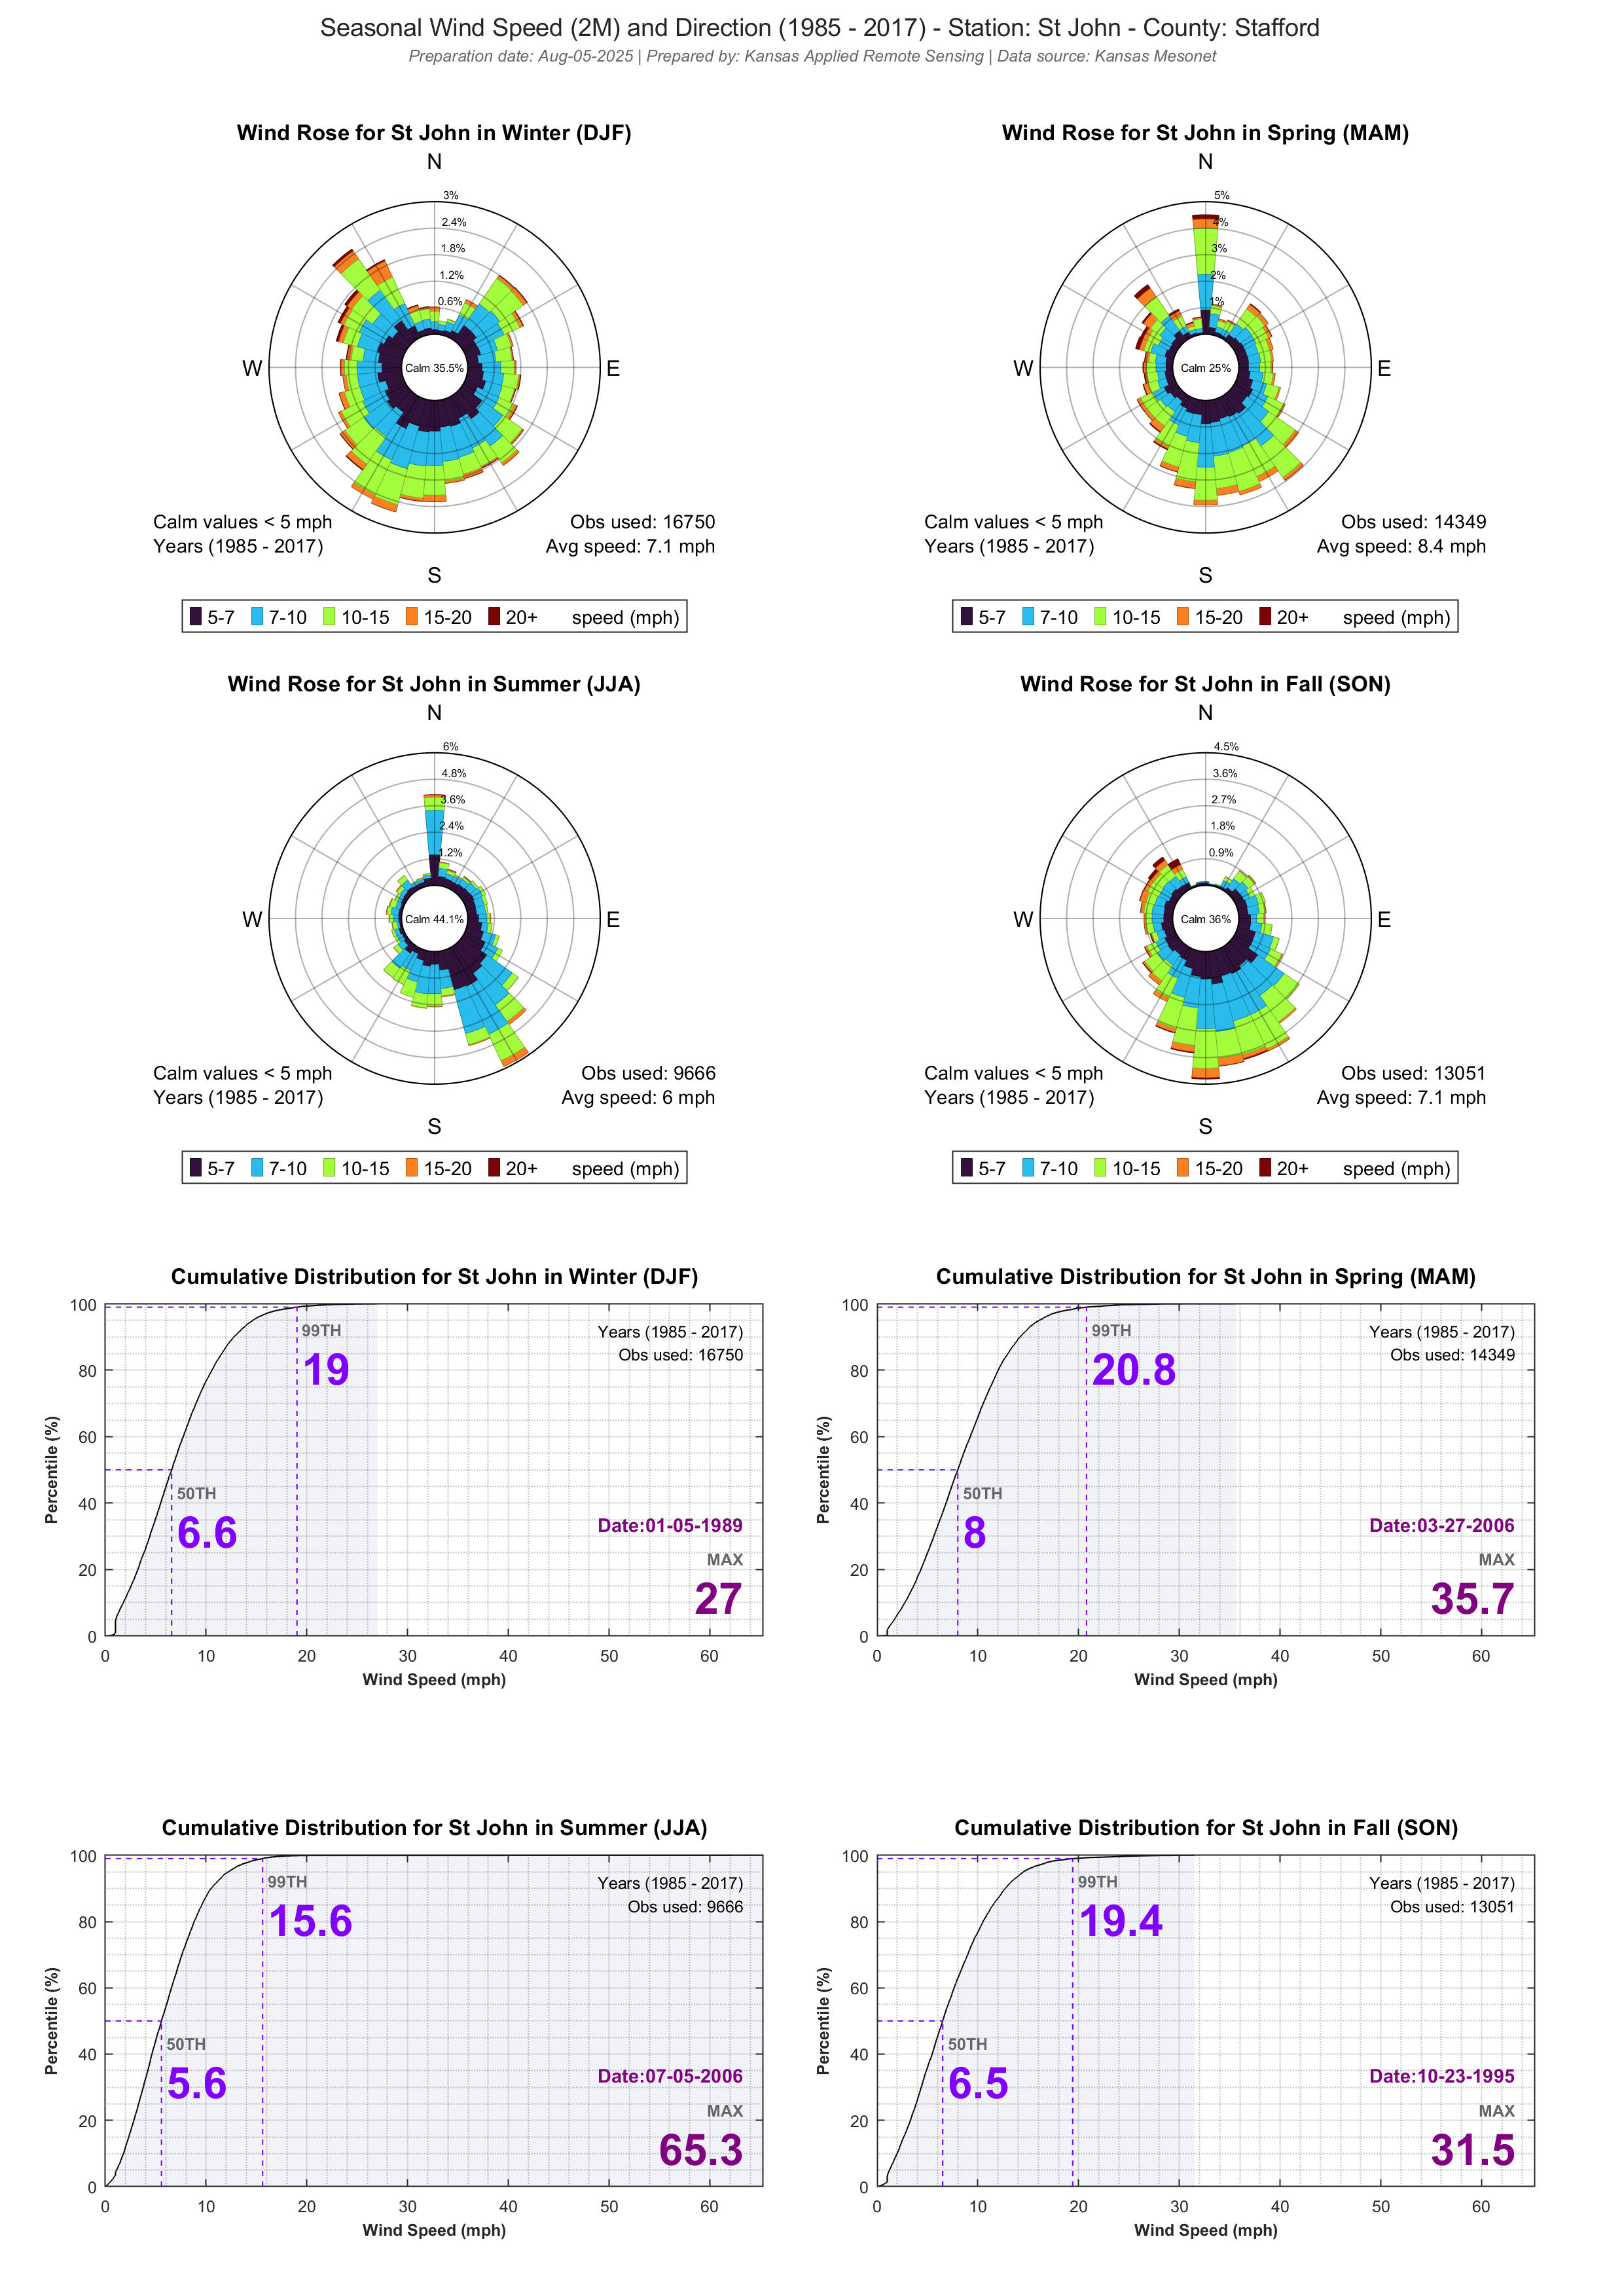 Seasonal Wind Speed (2M) and Direction (1985 - 2017) - Station: St John - County: Stafford
Preparation date: Aug-05-2025 | Prepared by: Kansas Applied Remote Sensing | Data source: Kansas Mesonet
Wind Rose for St John in Winter (DJF)
N
3%
2.4%
1.8%
1.2%
0.6%
W
Calm 35.5%
E
Calm values < 5 mph
Years (1985 - 2017)
Obs used: 16750
Avg speed: 7.1 mph
S
5-7 7-10 10-15 15-20 20+ speed (mph)
Wind Rose for St John in Spring (MAM)
N
5%
4%
3%
2%
1%
W
Calm 25%
E
Calm values < 5 mph
Years (1985 - 2017)
Obs used: 14349
Avg speed: 8.4 mph
S
5-7 7-10 10-15 15-20 20+ speed (mph)
Wind Rose for St John in Summer (JJA)
N
6%
4.8%
3.6%
2.4%
1.2%
W
Calm 44.1%
E
Calm values < 5 mph
Years (1985 - 2017)
Obs used: 9666
Avg speed: 6 mph
S
5-7 7-10 10-15 15-20 20+ speed (mph)
Wind Rose for St John in Fall (SON)
N
4.5%
3.6%
2.7%
1.8%
0.9%
W
Calm 36%
E
Calm values < 5 mph
Years (1985 - 2017)
Obs used: 13051
Avg speed: 7.1 mph
S
5-7 7-10 10-15 15-20 20+ speed (mph)
Cumulative Distribution for St John in Winter (DJF)
100
80
60
40
20
0
Percentile (%)
99TH
19
50TH
6.6
Years (1985 - 2017)
Obs used: 16750
Date:01-05-1989
MAX
27
0 10 20 30 40 50 60
Wind Speed (mph)
Cumulative Distribution for St John in Spring (MAM)
100
80
60
40
20
0
Percentile (%)
99TH
20.8
50TH
8
Years (1985 - 2017)
Obs used: 14349
Date:03-27-2006
MAX
35.7
0 10 20 30 40 50 60
Wind Speed (mph)
Cumulative Distribution for St John in Summer (JJA)
100
80
60
40
20
0
Percentile (%)
99TH
15.6
50TH
5.6
Years (1985 - 2017)
Obs used: 9666
Date:07-05-2006
MAX
65.3
0 10 20 30 40 50 60
Wind Speed (mph)
Cumulative Distribution for St John in Fall (SON)
100
80
60
40
20
0
Percentile (%)
99TH
19.4
50TH
6.5
Years (1985 - 2017)
Obs used: 13051
Date:10-23-1995
MAX
31.5
0 10 20 30 40 50 60
Wind Speed (mph)